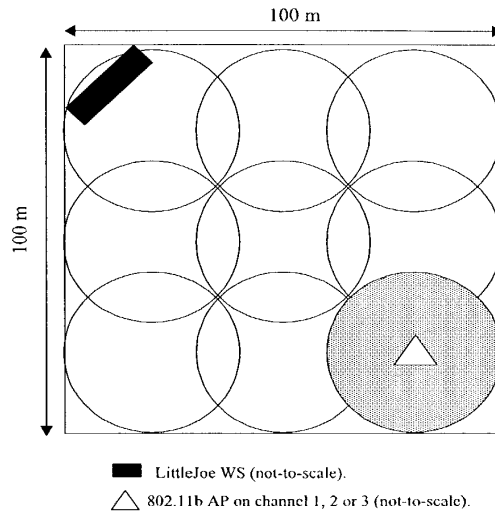 100 m
100 m
LittleJoe WS (not-to-scale).
802.11b AP on channel 1, 2 or 3 (not-to-scale).